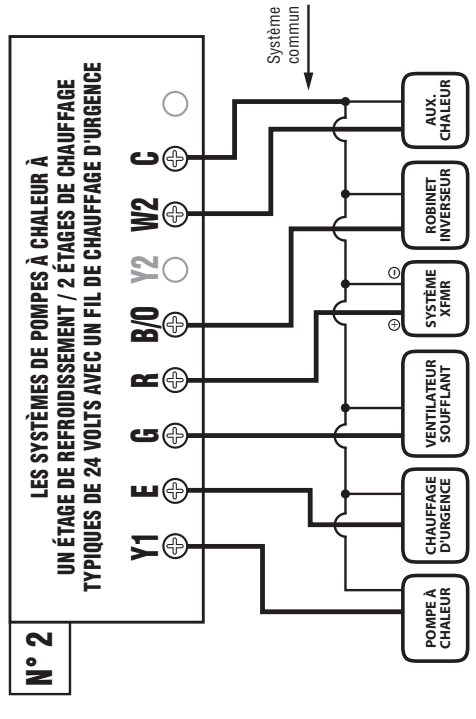 N° 2
LES SYSTÈMES DE POMPES À CHALEUR À
UN ÉTAGE DE REFROIDISSEMENT / 2 ÉTAGES DE CHAUFFAGE
TYPIQUES DE 24 VOLTS AVEC UN FIL DE CHAUFFAGE D'URGENCE
Y1 E G R B/O Y2 W2 C
Système
commun
POMPE À
CHALEUR
CHAUFFAGE
D'URGENCE
VENTILATEUR
SOUFFLANT
+ −
SYSTÈME
XFMR
ROBINET
INVERSEUR
AUX.
CHALEUR